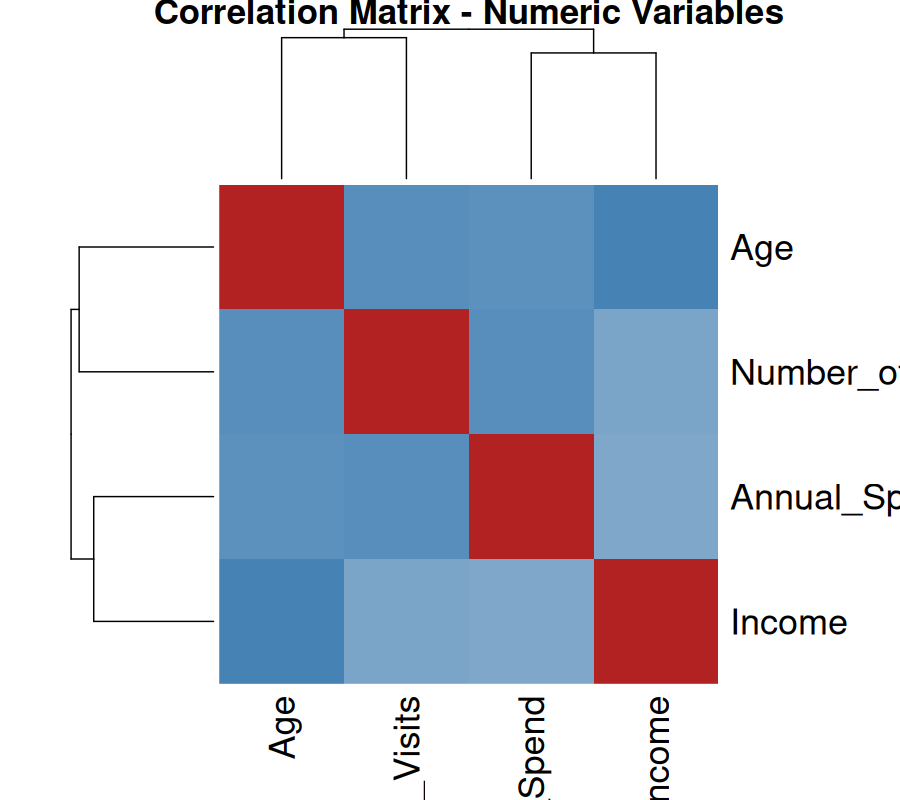 Correlation Matrix - Numeric Variables
Age
Number_of
Annual_Sp
Income
Age
_Visits
_Spend
ncome